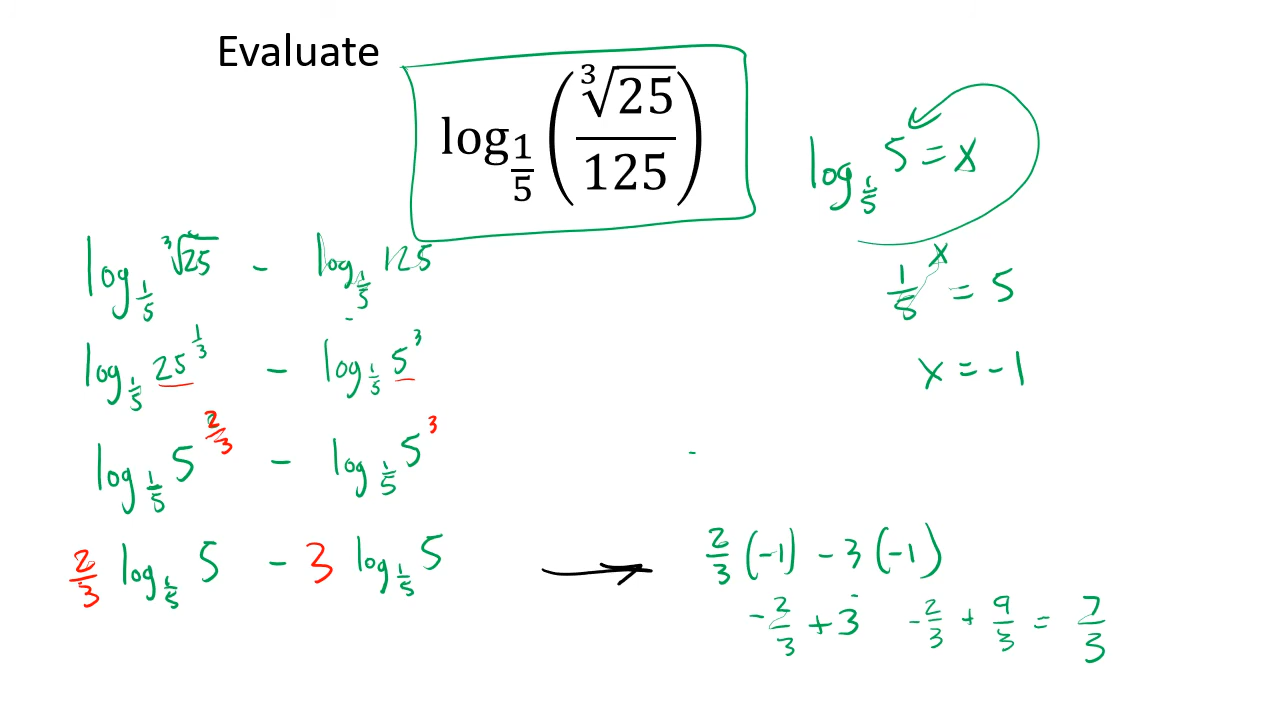 Evaluate
log_{1/5}(∛25/125)
log_{1/5} 5 = x
(1/5)^x = 5
x = -1
log_{1/5} ∛25 - log_{1/5} 125
log_{1/5} 25^{1/3} - log_{1/5} 5^3
log_{1/5} 5^{2/3} - log_{1/5} 5^3
2/3 log_{1/5} 5 - 3 log_{1/5} 5 → 2/3 (-1) - 3 (-1)
-2/3 + 3 -2/3 + 9/3 = 7/3